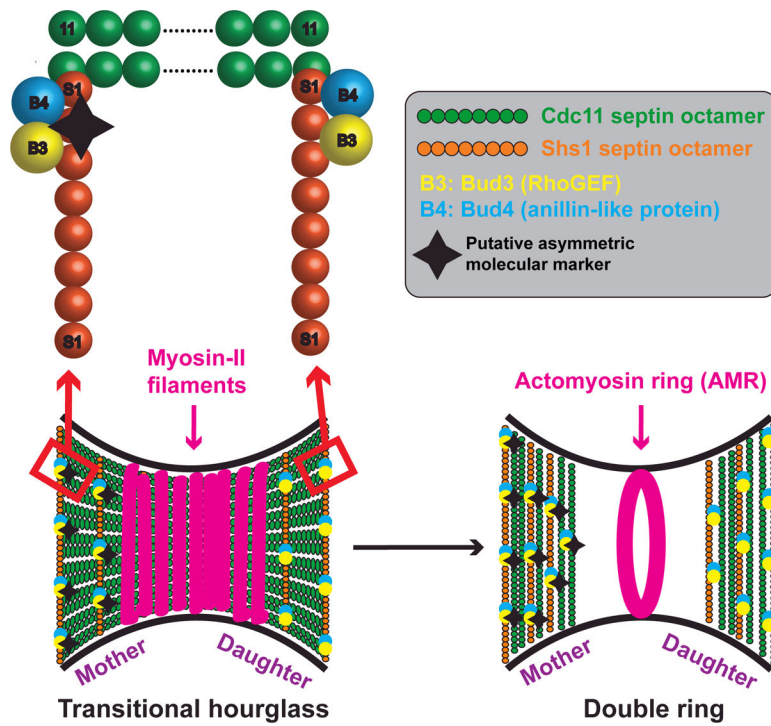 11
11
S1
S1
B4
B4
B3
B3
S1
S1
Cdc11 septin octamer
Shs1 septin octamer
B3: Bud3 (RhoGEF)
B4: Bud4 (anillin-like protein)
Putative asymmetric
molecular marker
Myosin-II
filaments
Actomyosin ring (AMR)
Mother
Daughter
Mother
Daughter
Transitional hourglass
Double ring